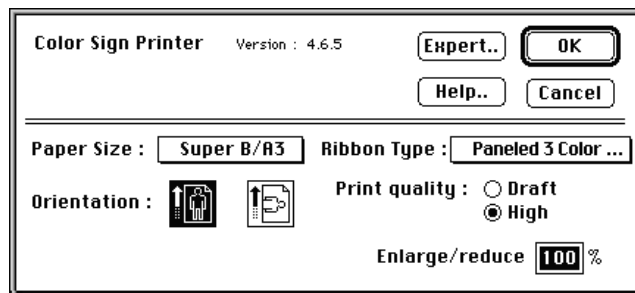 Color Sign Printer Version : 4.6.5 Expert.. OK
Help.. Cancel
Paper Size : Super B/A3 Ribbon Type : Paneled 3 Color ...
Orientation : Print quality : Draft
High
Enlarge/reduce 100 %